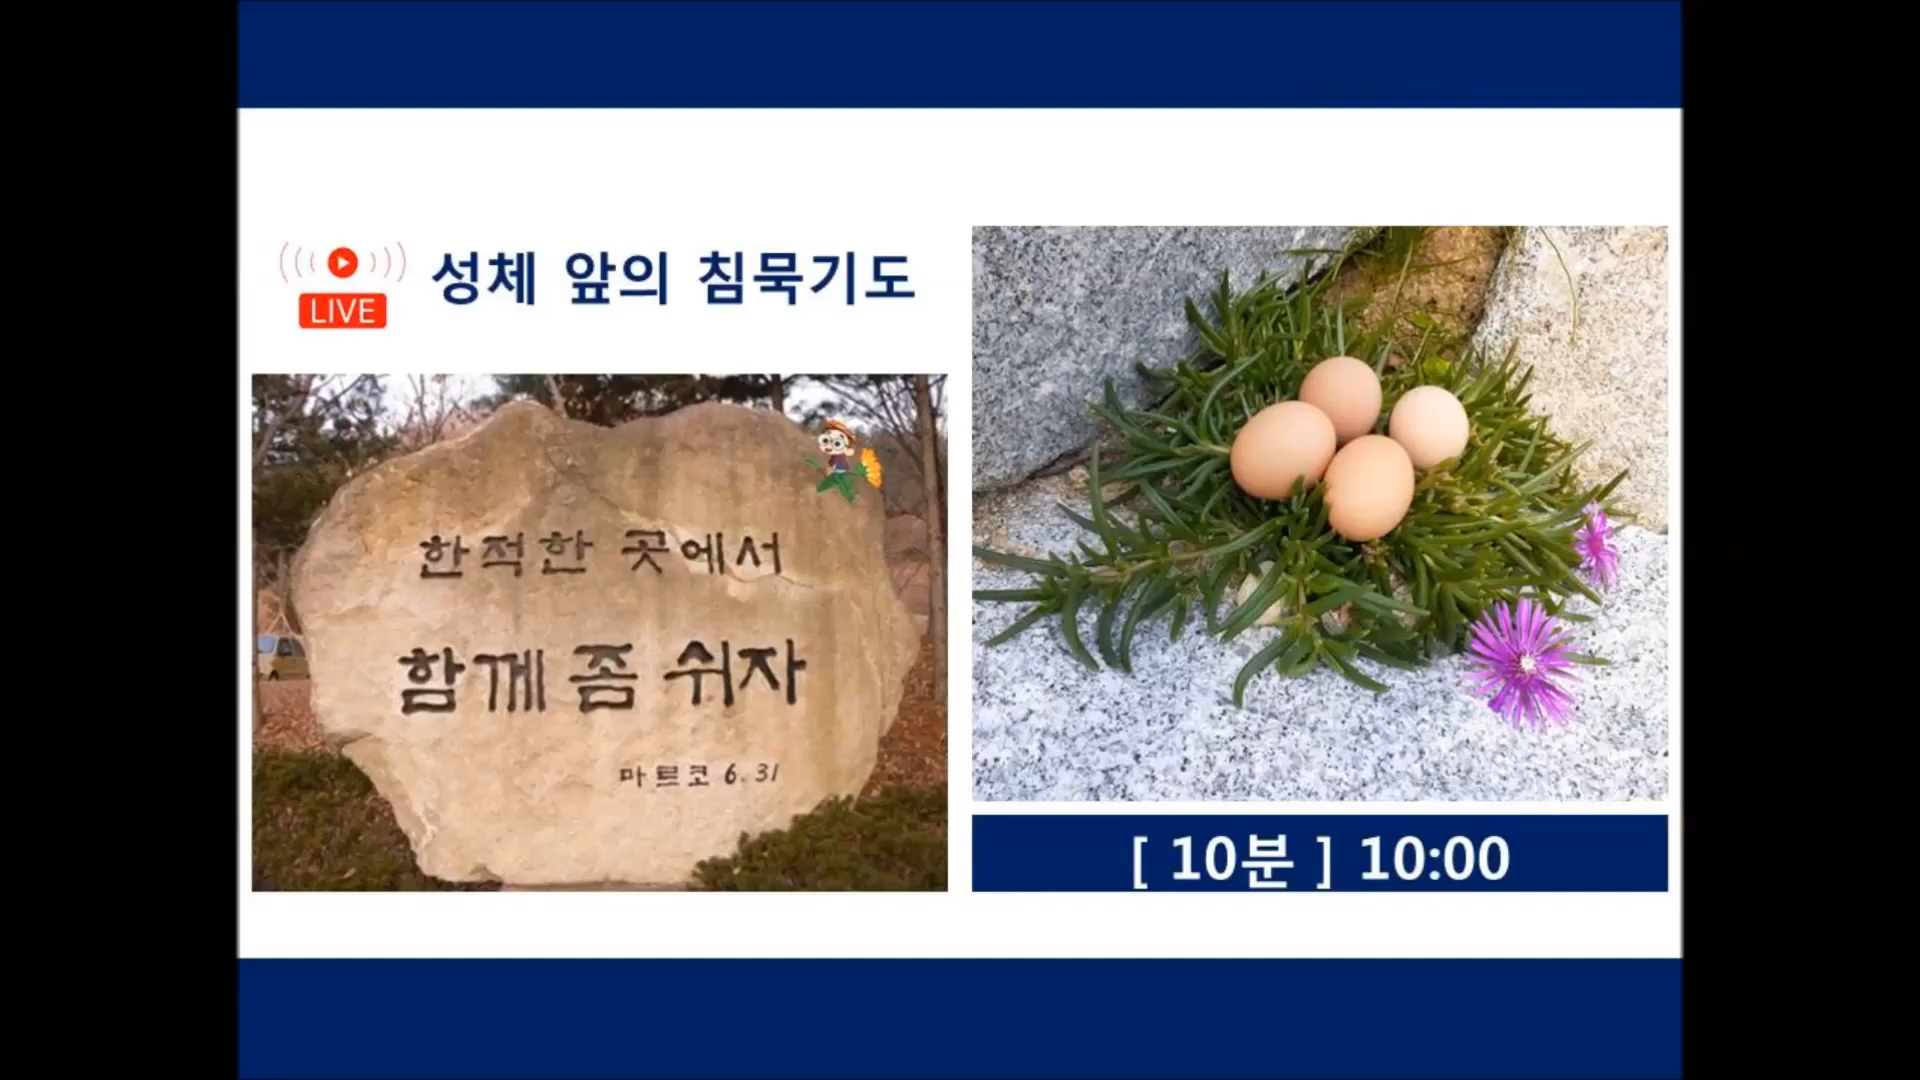 LIVE
성체 앞의 침묵기도
한적한 곳에서
함께 좀 쉬자
마르코 6.31
[ 10분 ] 10:00